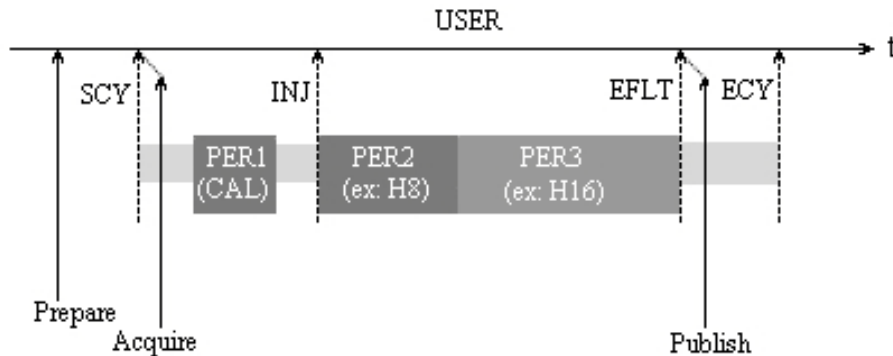 USER
t
SCY
INJ
EFLT
ECY
PER1
(CAL)
PER2
(ex: H8)
PER3
(ex: H16)
Prepare
Acquire
Publish